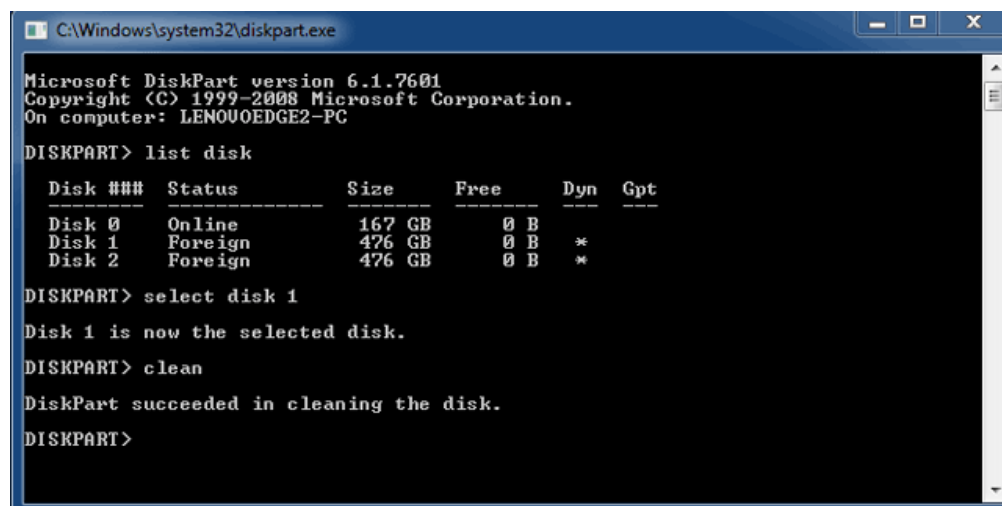 C:\Windows\system32\diskpart.exe
Microsoft DiskPart version 6.1.7601
Copyright (C) 1999-2008 Microsoft Corporation.
On computer: LENOVOEDGE2-PC
DISKPART> list disk
Disk ###  Status         Size     Free     Dyn  Gpt
--------  -------------  -------  -------  ---  ---
Disk 0    Online          167 GB      0 B
Disk 1    Foreign         476 GB      0 B   *
Disk 2    Foreign         476 GB      0 B   *
DISKPART> select disk 1
Disk 1 is now the selected disk.
DISKPART> clean
DiskPart succeeded in cleaning the disk.
DISKPART>